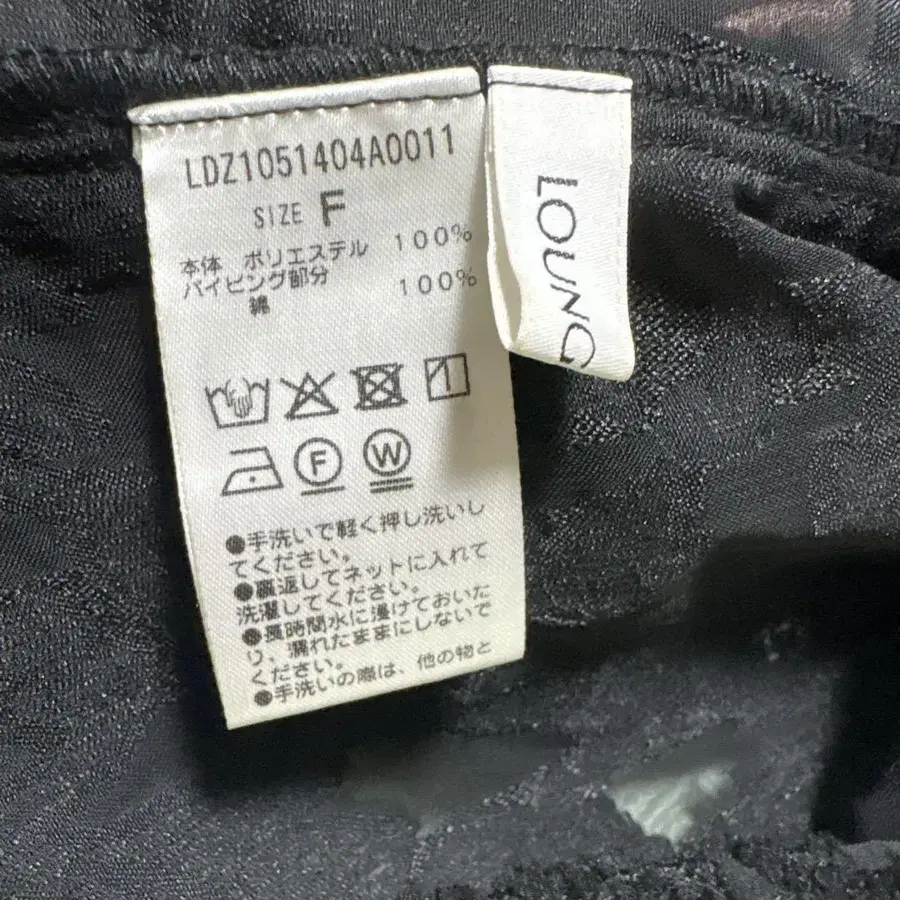 LDZ1051404A0011
SIZE F
本体 ポリエステル 100%
パイピング部分
綿 100%
1
F
W
●手洗いで軽く押し洗いし
てください。
●裏返してネットに入れて
洗濯してください。
●長時間水に浸けておいた
り、濡れたままにしないで
ください。
●手洗いの際は、他の物と
LOUNG